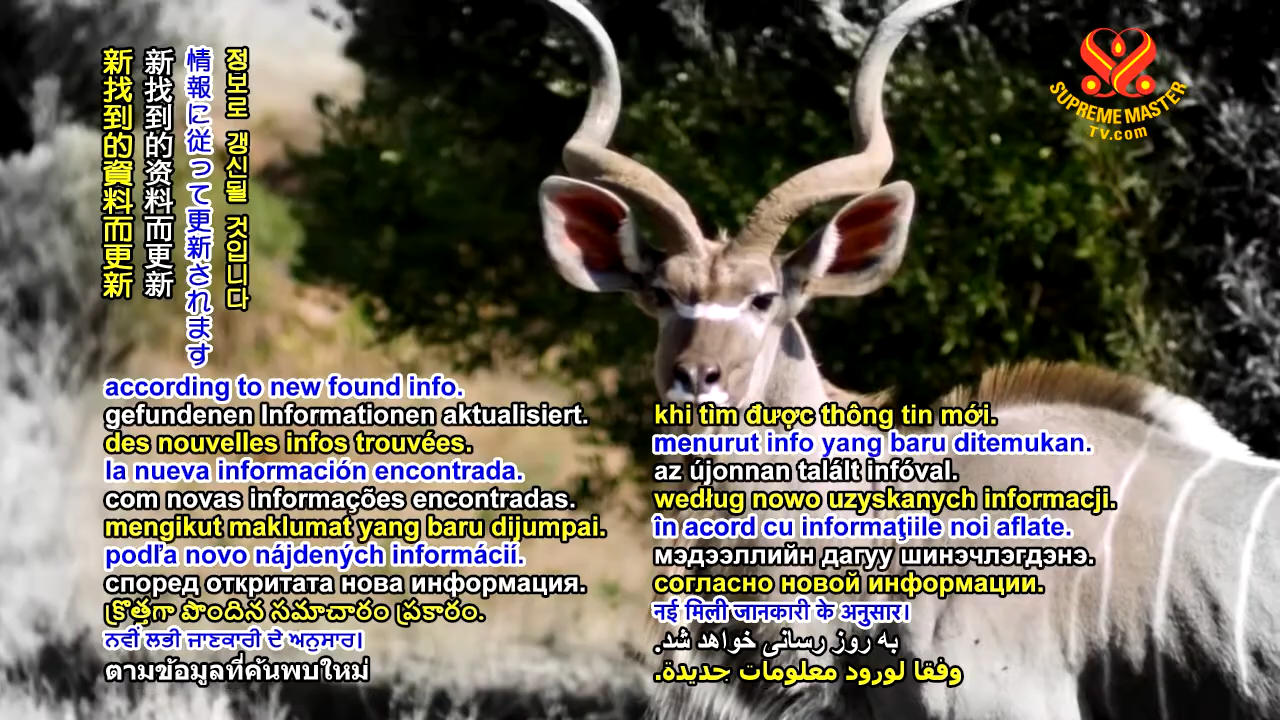 新找到的資料而更新
新找到的资料而更新
情報に従って更新されます
정보로 갱신될 것입니다
SUPREME MASTER
TV.com
according to new found info.
gefundenen Informationen aktualisiert.
des nouvelles infos trouvées.
la nueva información encontrada.
com novas informações encontradas.
mengikut maklumat yang baru dijumpai.
podľa novo nájdených informácií.
според откритата нова информация.
క్రొత్తగా పొందిన సమాచారం ప్రకారం.
ਨਵੀਂ ਲਭੀ ਜਾਣਕਾਰੀ ਦੇ ਅਨੁਸਾਰ।
ตามข้อมูลที่ค้นพบใหม่
khi tìm được thông tin mới.
menurut info yang baru ditemukan.
az újonnan talált infóval.
według nowo uzyskanych informacji.
în acord cu informaţiile noi aflate.
мэдээллийн дагуу шинэчлэгдэнэ.
согласно новой информации.
नई मिली जानकारी के अनुसार।
به روز رسانی خواهد شد.
وفقا لورود معلومات جديدة.